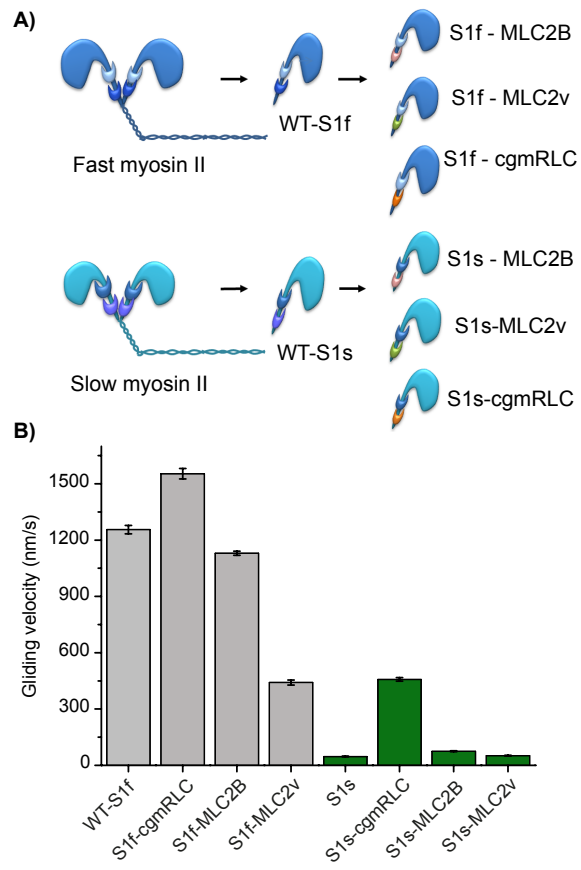 A)
S1f - MLC2B
WT-S1f
S1f - MLC2v
Fast myosin II
S1f - cgmRLC
S1s - MLC2B
WT-S1s
S1s-MLC2v
Slow myosin II
S1s-cgmRLC
B)
Gliding velocity (nm/s)
1500
1200
900
600
300
0
WT-S1f
S1f-cgmRLC
S1f-MLC2B
S1f-MLC2v
S1s
S1s-cgmRLC
S1s-MLC2B
S1s-MLC2v